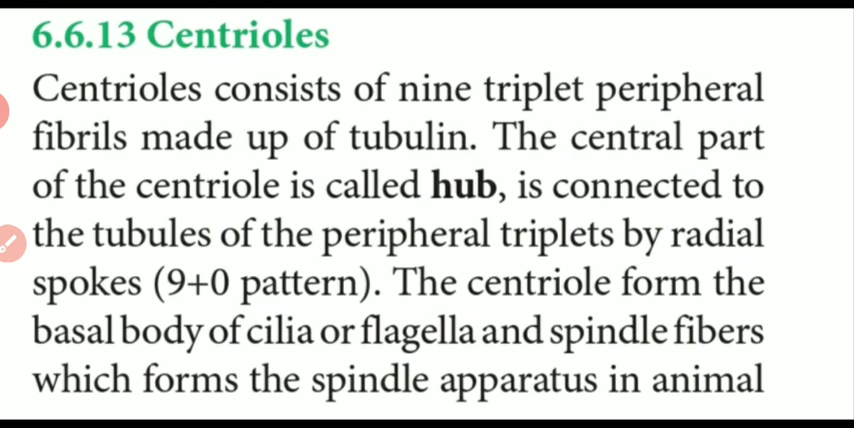 6.6.13 Centrioles
Centrioles consists of nine triplet peripheral
fibrils made up of tubulin. The central part
of the centriole is called hub, is connected to
the tubules of the peripheral triplets by radial
spokes (9+0 pattern). The centriole form the
basal body of cilia or flagella and spindle fibers
which forms the spindle apparatus in animal